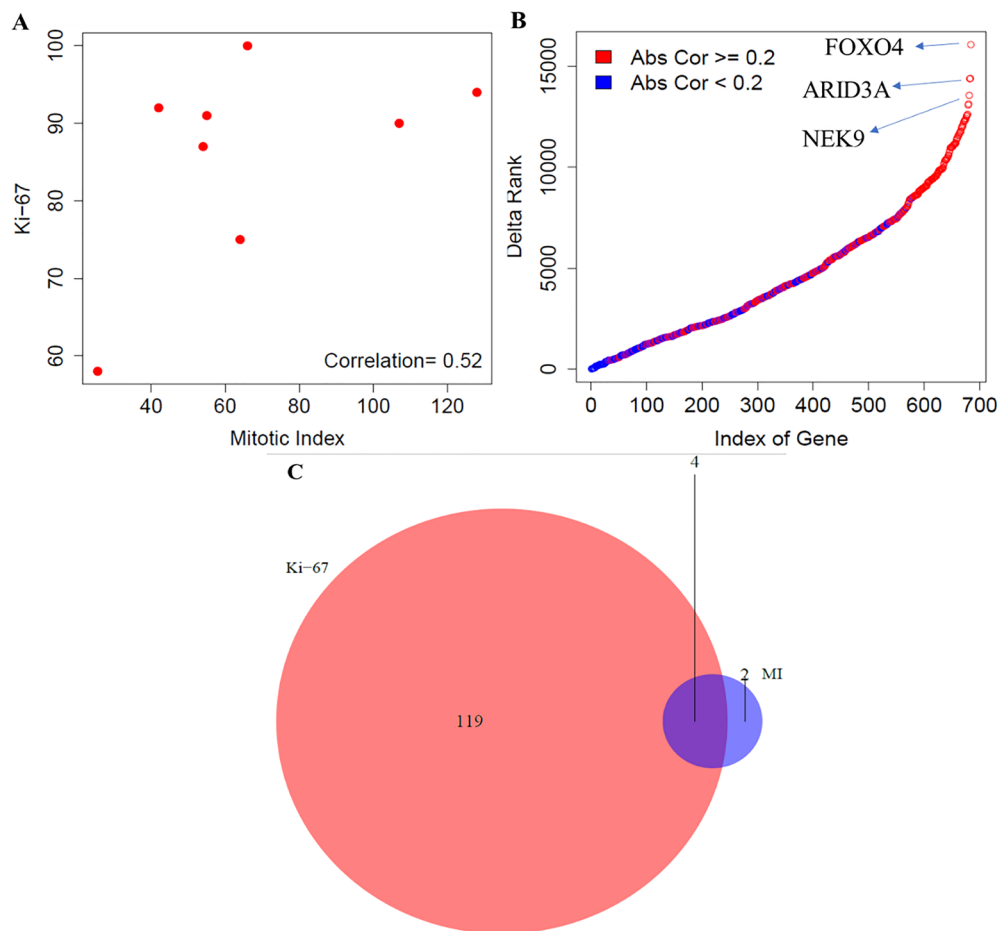 A
Ki−67
100
90
80
70
60
40
60
80
100
120
Mitotic Index
Correlation= 0.52
B
Delta Rank
15000
10000
5000
0
Abs Cor >= 0.2
Abs Cor < 0.2
FOXO4
ARID3A
NEK9
0
100
200
300
400
500
600
700
Index of Gene
C
4
Ki−67
2
MI
119